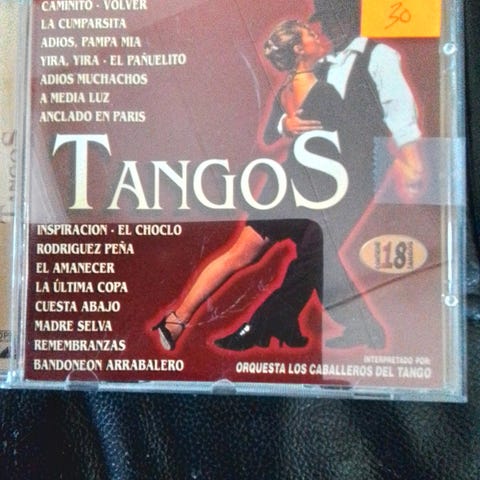 CAMINITO - VOLVER
LA CUMPARSITA
ADIOS, PAMPA MIA
YIRA, YIRA - EL PAÑUELITO
ADIOS MUCHACHOS
A MEDIA LUZ
ANCLADO EN PARIS
30
TANGOS
TANGOS
INSPIRACION - EL CHOCLO
RODRIGUEZ PEÑA
EL AMANECER
LA ÚLTIMA COPA
CUESTA ABAJO
MADRE SELVA
REMEMBRANZAS
BANDONEON ARRABALERO
18
INTERPRETADO POR:
ORQUESTA LOS CABALLEROS DEL TANGO